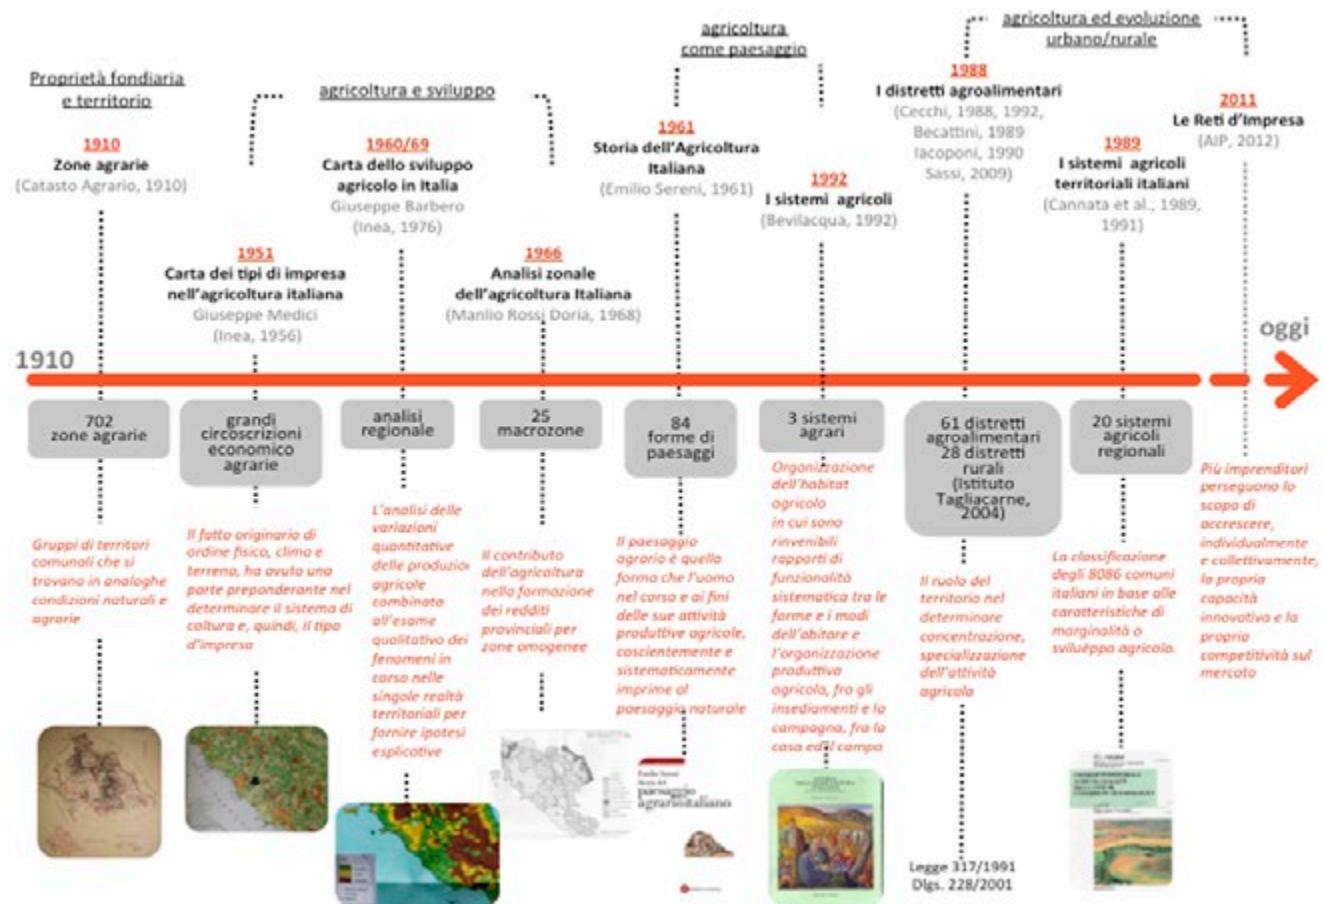 Proprietà fondiaria
e territorio
1910
Zone agrarie
(Catasto Agrario, 1910)
agricoltura e sviluppo
1951
Carta dei tipi di impresa
nell'agricoltura italiana
Giuseppe Medici
(Inea, 1956)
1960/69
Carta dello sviluppo
agricolo in Italia
Giuseppe Barbero
(Inea, 1976)
1966
Analisi zonale
dell'agricoltura Italiana
(Manlio Rossi Doria, 1968)
agricoltura
come paesaggio
1961
Storia dell'Agricoltura
Italiana
(Emilio Sereni, 1961)
1992
I sistemi agricoli
(Bevilacqua, 1992)
agricoltura ed evoluzione
urbano/rurale
1988
I distretti agroalimentari
(Cecchi, 1988, 1992,
Becattini, 1989
Iacoponi, 1990
Sassi, 2009)
1989
I sistemi agricoli
territoriali italiani
(Cannata et al., 1989,
1991)
2011
Le Reti d'Impresa
(AIP, 2012)
1910
oggi
702
zone agrarie
grandi
circoscrizioni
economico
agrarie
analisi
regionale
25
macrozone
84
forme di
paesaggi
3 sistemi
agrari
61 distretti
agroalimentari
28 distretti
rurali
(Istituto
Tagliacarne,
2004)
20 sistemi
agricoli
regionali
Gruppi di territori
comunali che si
trovano in analoghe
condizioni naturali e
agrarie
Il fatto originario di
ordine fisico, clima e
terreno, ha avuto una
parte preponderante nel
determinare il sistema di
coltura e, quindi, il tipo
d'impresa
L'analisi delle
variazioni
quantitative
delle produzio
agricole
combinata
all'esame
qualitativo dei
fenomeni in
corso nelle
singole realtà
territoriali per
fornire ipotesi
esplicative
Il contributo
dell'agricoltura
nella formazione
dei redditi
provinciali per
zone omogenee
Il paesaggio
agrario è quella
forma che l'uomo
nel corso e ai fini
delle sue attività
produttive agricole,
coscientemente e
sistematicamente
imprime al
paesaggio naturale
Organizzazione
dell'habitat
agricolo
in cui sono
rinvenibili
rapporti di
funzionalità
sistematica tra le
forme e i modi
dell'abitare e
l'organizzazione
produttiva
agricola, fra gli
insediamenti e la
campagna, fra la
casa ed il campo
Il ruolo del
territorio nel
determinare
concentrazione,
specializzazione
dell'attività
agricola
La classificazione
degli 8086 comuni
italiani in base alle
caratteristiche di
marginalità o
sviluppo agricolo.
Più imprenditori
perseguono lo
scopo di
accrescere,
individualmente
e collettivamente,
la propria
capacità
innovativa e la
propria
competitività sul
mercato
Emilio Sereni
Storia del
paesaggio
agrarioitaliano
Legge 317/1991
Dlgs. 228/2001